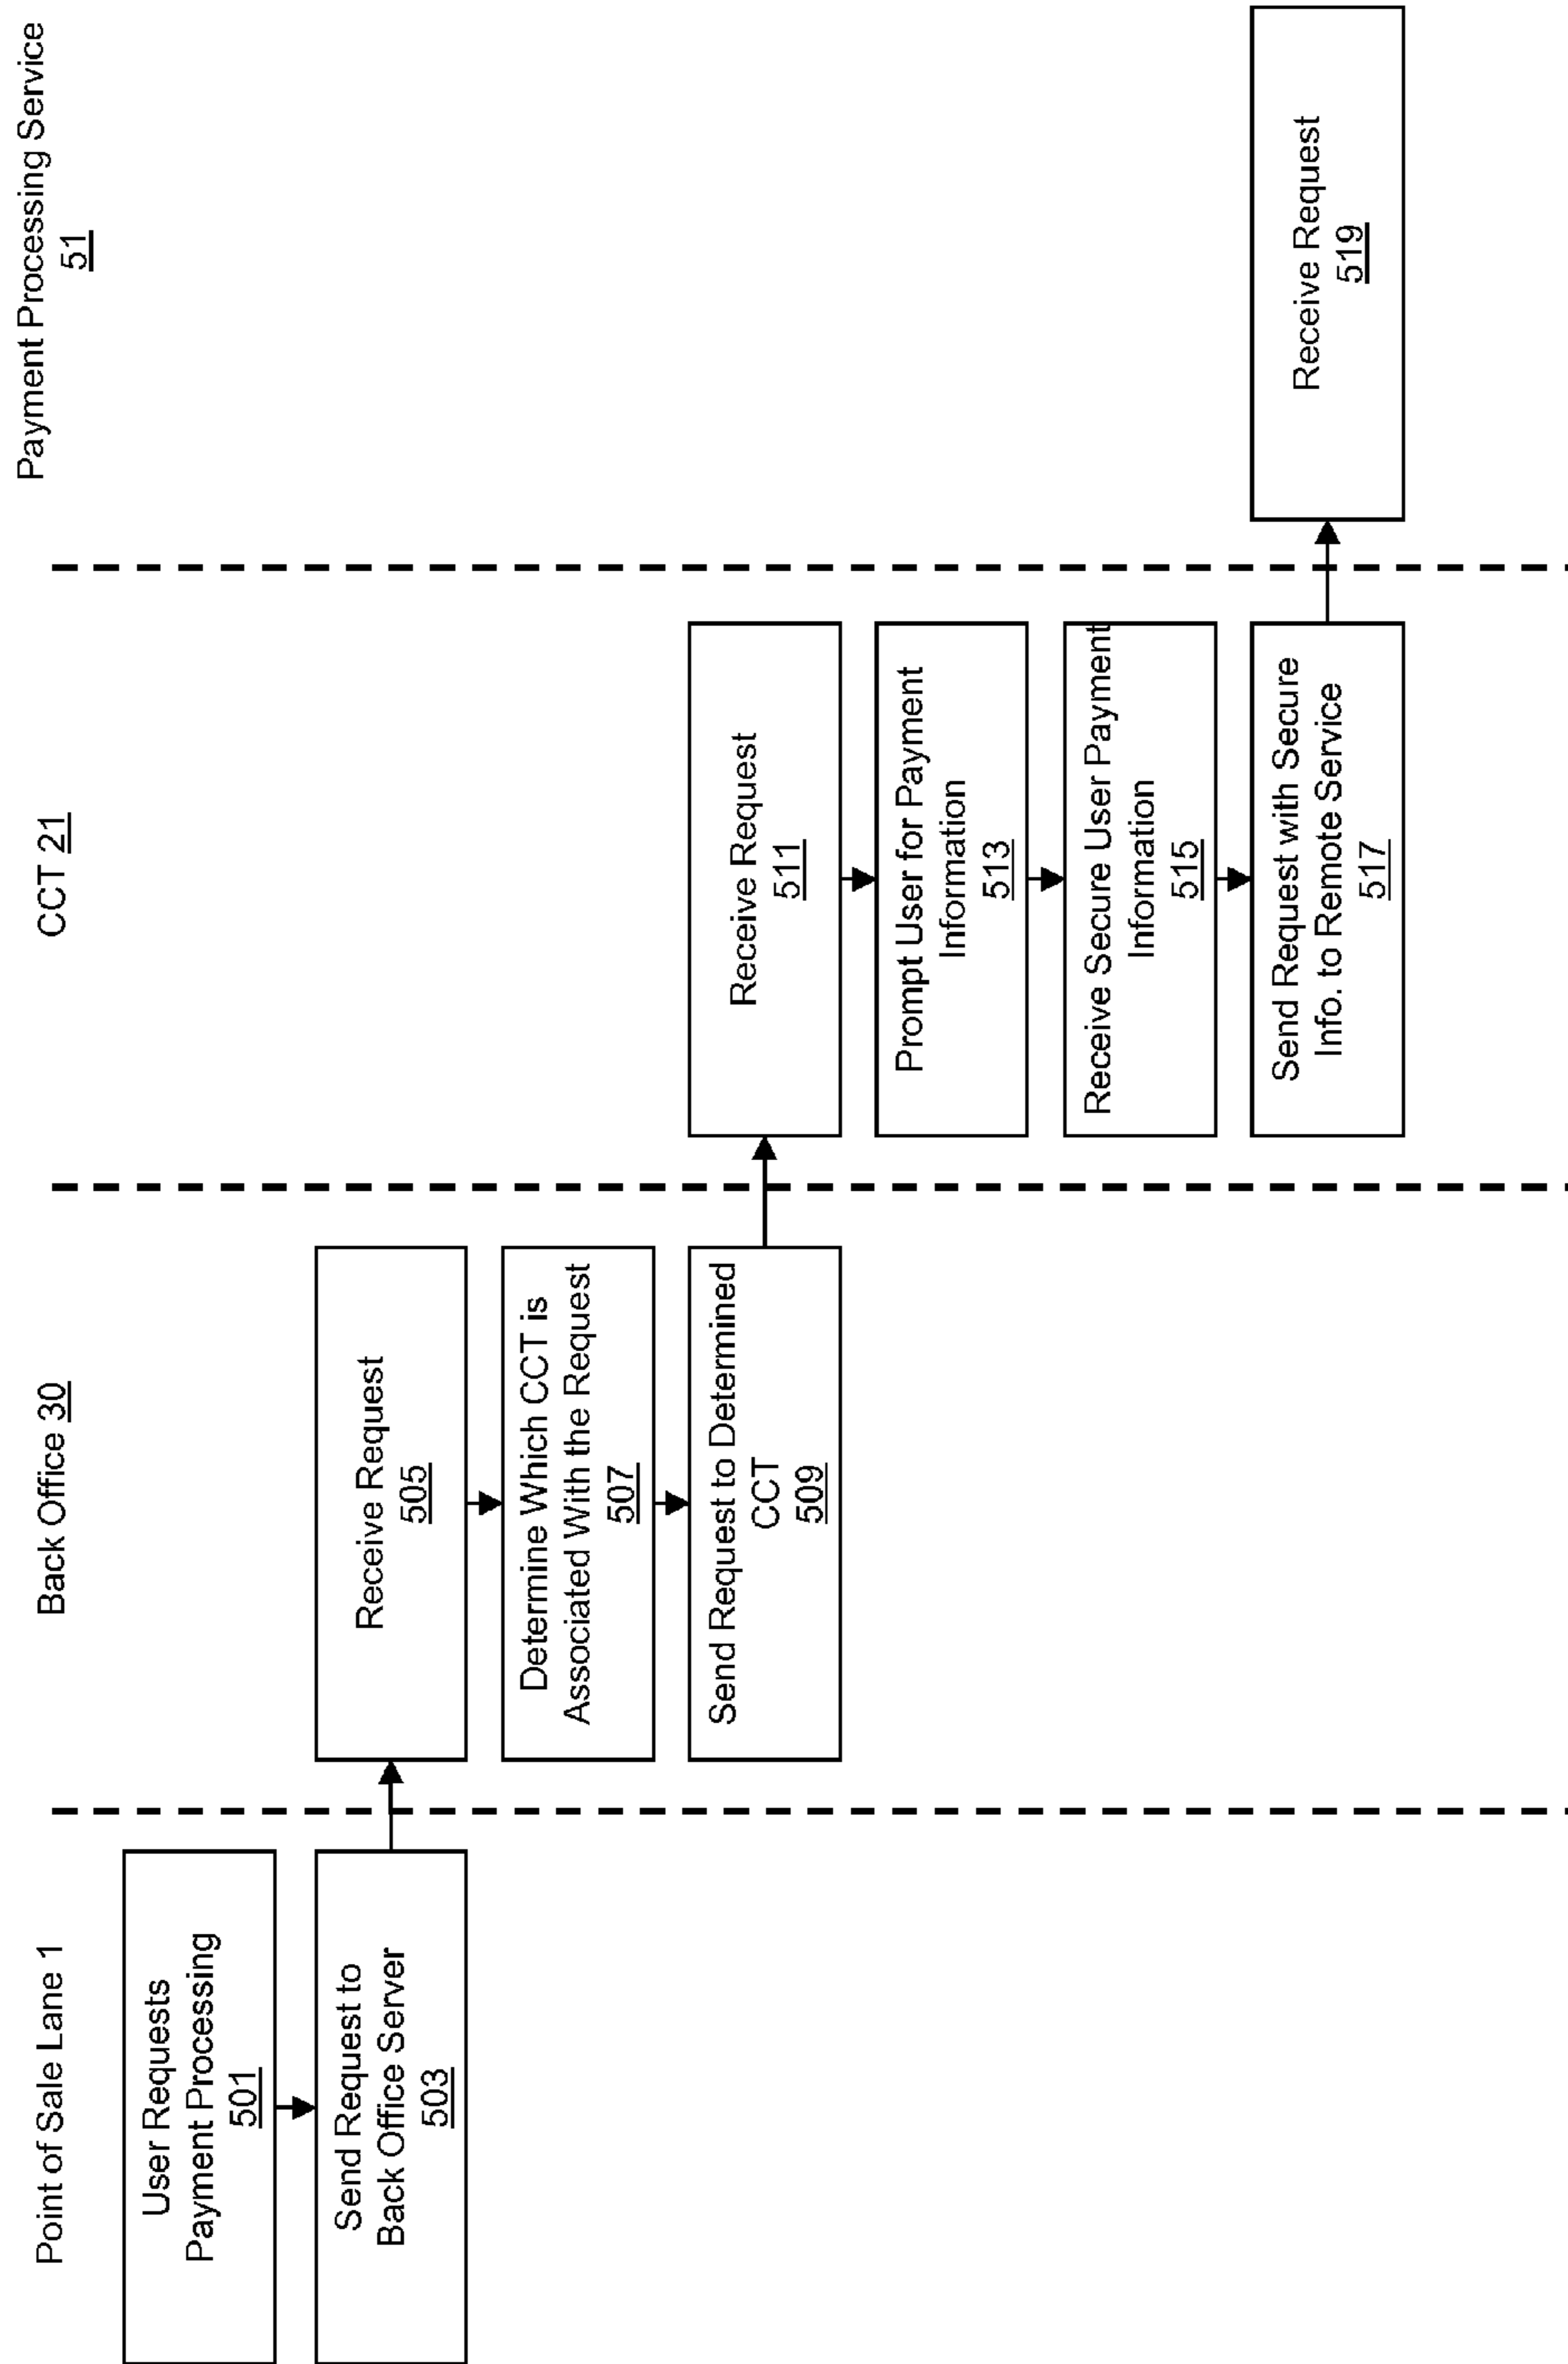 Point of Sale Lane 1
Back Office 30
CCT 21
Payment Processing Service
51
User Requests
Payment Processing
501
Send Request to
Back Office Server
503
Receive Request
505
Determine Which CCT is
Associated With the Request
507
Send Request to Determined
CCT
509
Receive Request
511
Prompt User for Payment
Information
513
Receive Secure User Payment
Information
515
Send Request with Secure
Info. to Remote Service
517
Receive Request
519